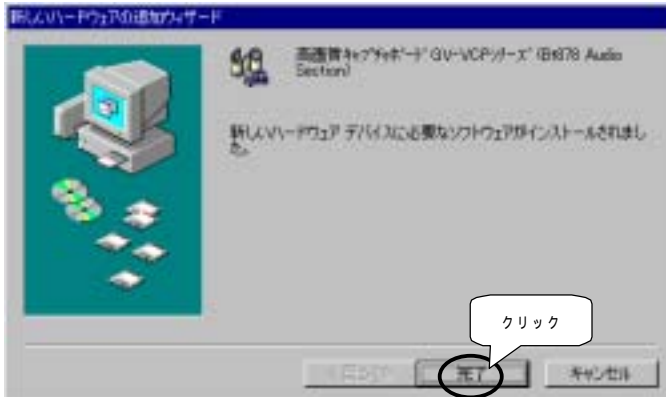 新しいハードウェアの追加ウィザード
高画質ｷｬﾌﾟﾁｬﾎﾞｰﾄﾞ GV-VCPｼﾘｰｽﾞ (Bt878 Audio
Section)
新しいハードウェア デバイスに必要なソフトウェアがインストールされまし
た。
クリック
< 戻る(B)
完了
キャンセル